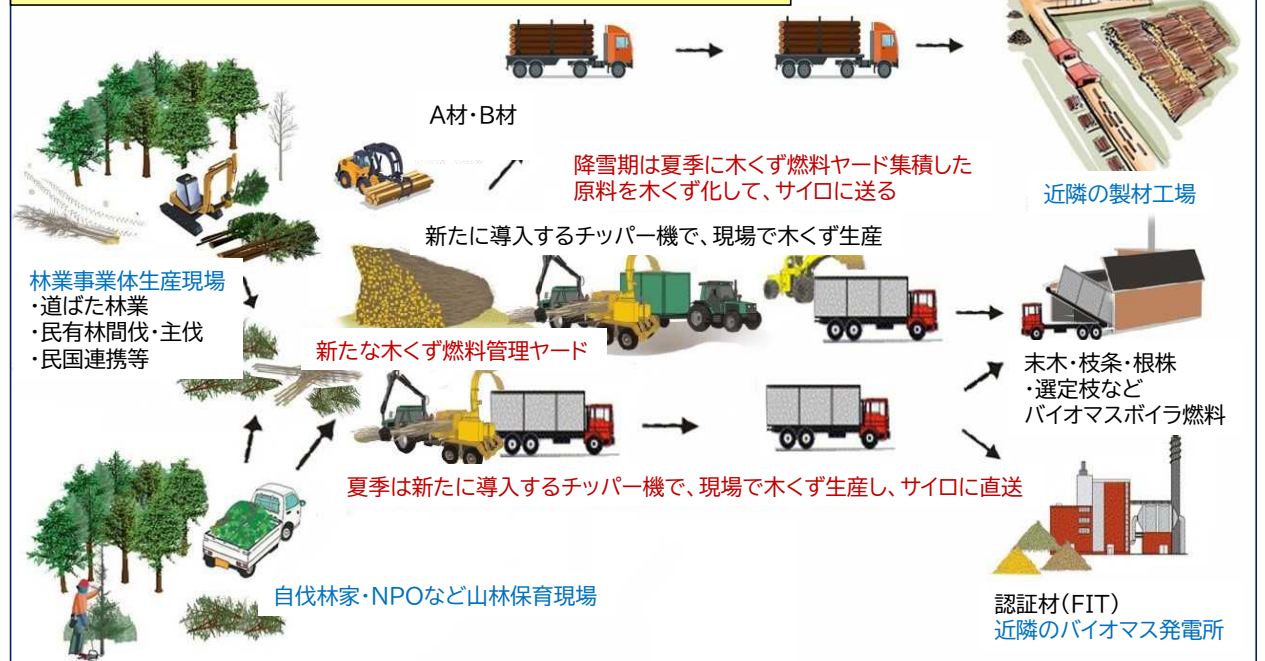 A材・B材
降雪期は夏季に木くず燃料ヤード集積した
原料を木くず化して、サイロに送る
近隣の製材工場
新たに導入するチッパー機で、現場で木くず生産
林業事業体生産現場
・道ばた林業
・民有林間伐・主伐
・民国連携等
新たな木くず燃料管理ヤード
末木・枝条・根株
・選定枝など
バイオマスボイラ燃料
夏季は新たに導入するチッパー機で、現場で木くず生産し、サイロに直送
自伐林家・NPOなど山林保育現場
認証材(FIT)
近隣のバイオマス発電所